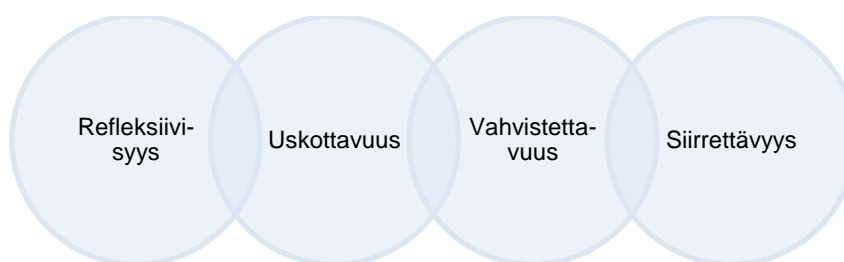 Refleksiivi-
syys
Uskottavuus
Vahvistetta-
vuus
Siirrettävyys